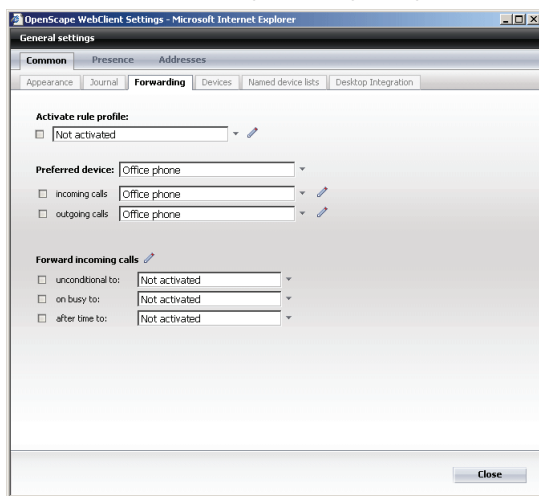 OpenScape WebClient Settings - Microsoft Internet Explorer
General settings
Common Presence Addresses
Appearance Journal Forwarding Devices Named device lists Desktop Integration
Activate rule profile:
Not activated
Preferred device: Office phone
incoming calls Office phone
outgoing calls Office phone
Forward incoming calls
unconditional to: Not activated
on busy to: Not activated
after time to: Not activated
Close